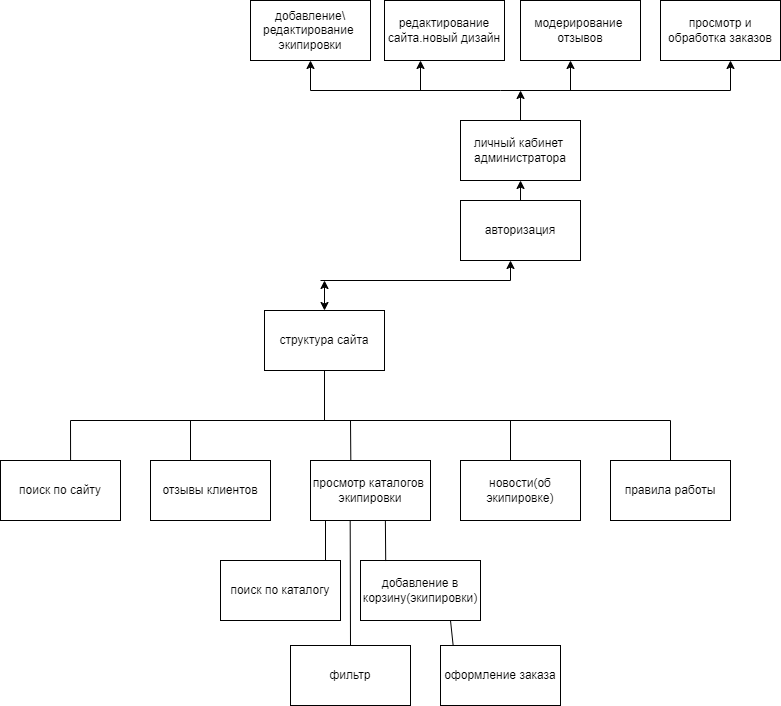 добавление\
редактирование
экипировки
редактирование
сайта.новый дизайн
модерирование
отзывов
просмотр и
обработка заказов
личный кабинет
администратора
авторизация
структура сайта
поиск по сайту
отзывы клиентов
просмотр каталогов
экипировки
новости(об
экипировке)
правила работы
поиск по каталогу
добавление в
корзину(экипировки)
фильтр
оформление заказа